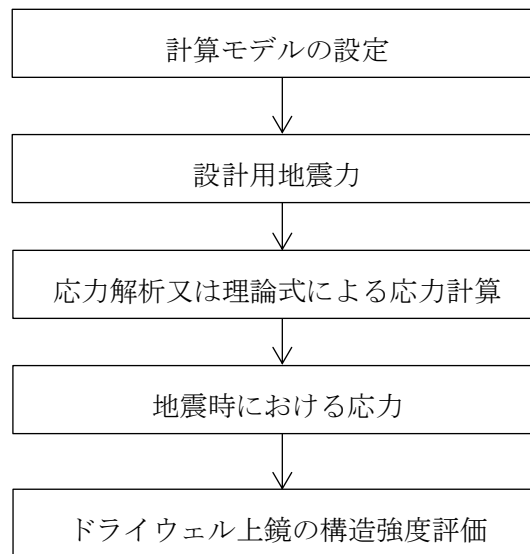 計算モデルの設定
設計用地震力
応力解析又は理論式による応力計算
地震時における応力
ドライウェル上鏡の構造強度評価